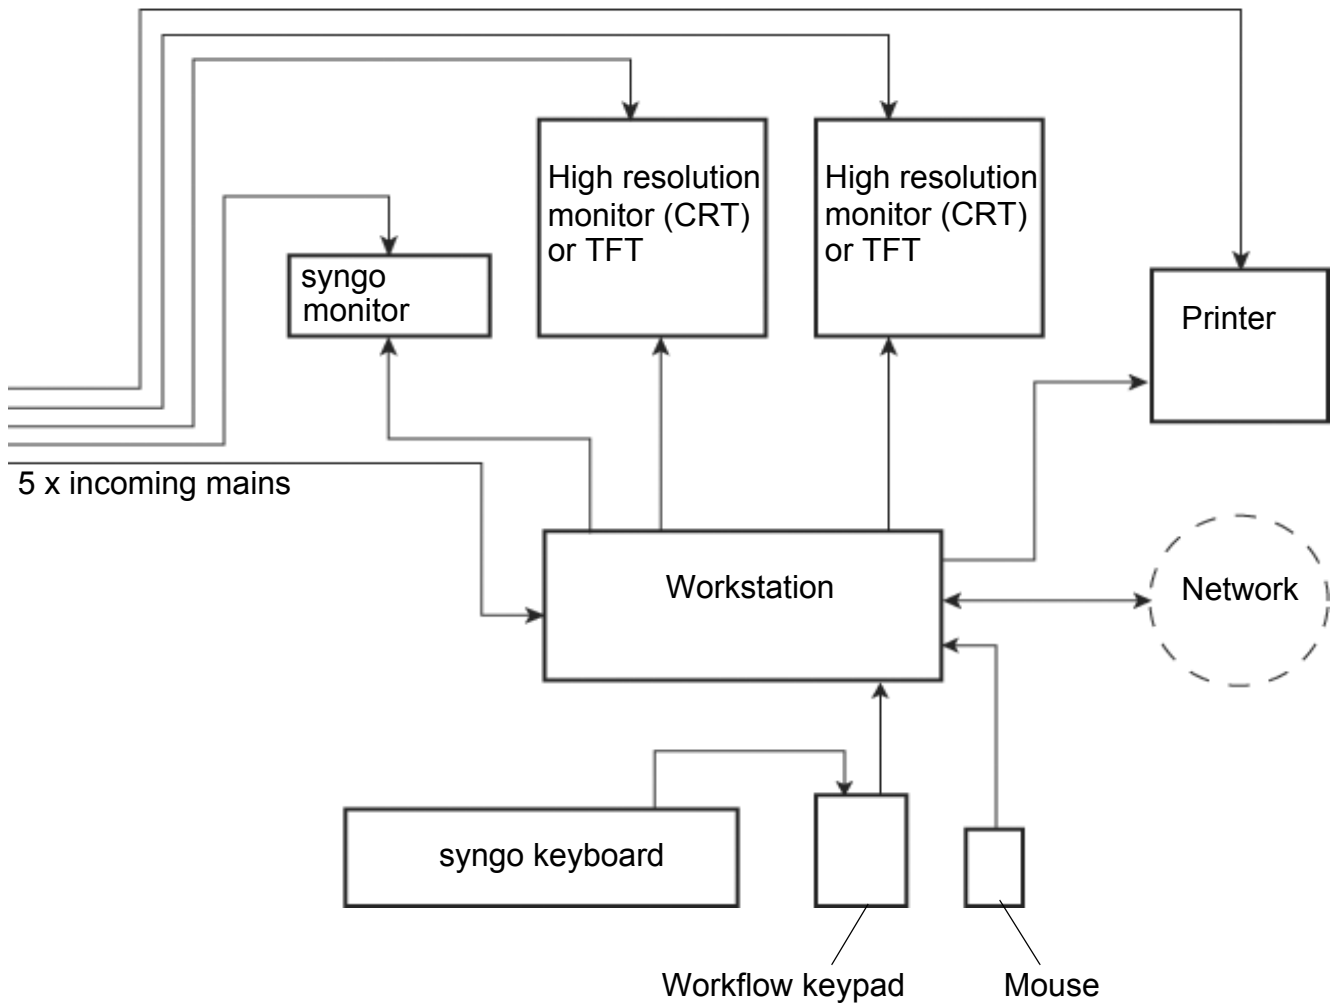 High resolution
monitor (CRT)
or TFT
High resolution
monitor (CRT)
or TFT
syngo
monitor
Printer
5 x incoming mains
Workstation
Network
syngo keyboard
Workflow keypad
Mouse